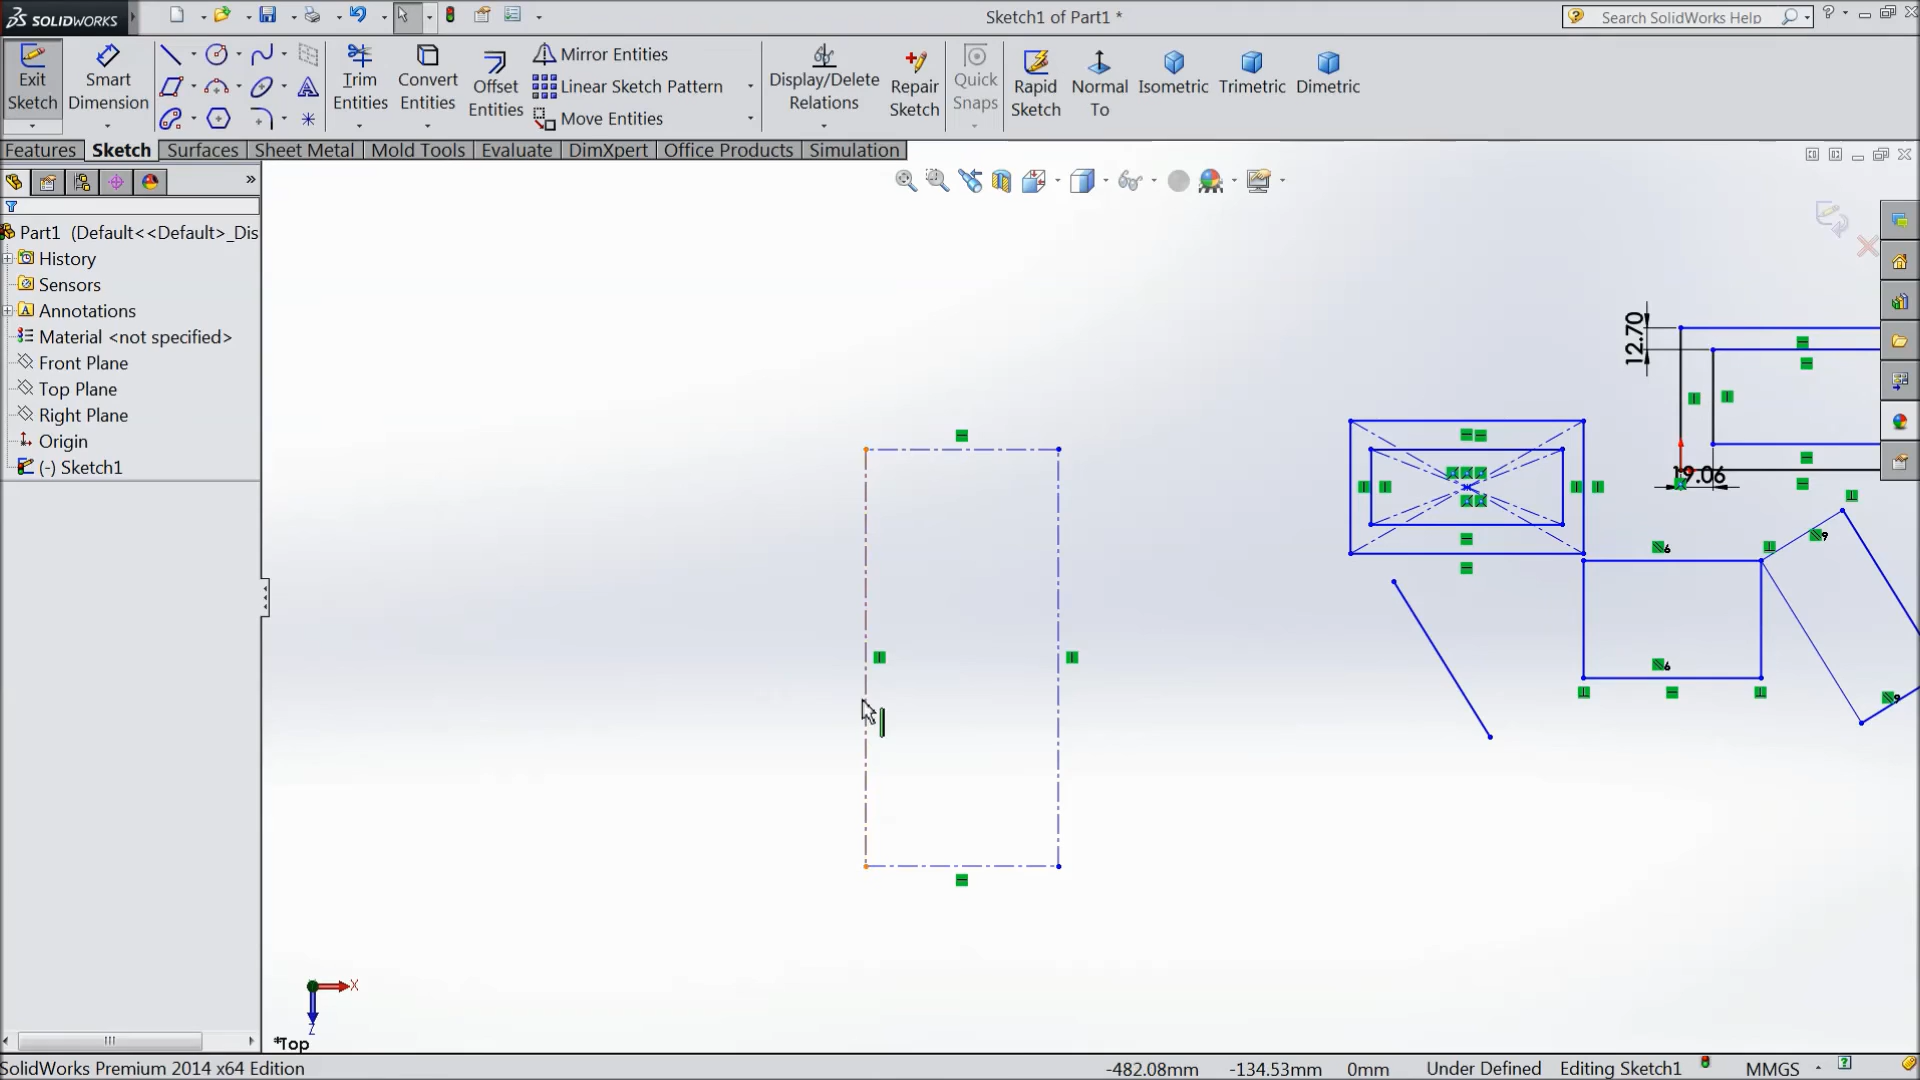 SOLIDWORKS
Sketch1 of Part1 *
Search SolidWorks Help
Exit Sketch
Smart Dimension
Trim Entities
Convert Entities
Offset Entities
Mirror Entities
Linear Sketch Pattern
Move Entities
Display/Delete Relations
Repair Sketch
Quick Snaps
Rapid Sketch
Normal To
Isometric
Trimetric
Dimetric
Features
Sketch
Surfaces
Sheet Metal
Mold Tools
Evaluate
DimXpert
Office Products
Simulation
Part1 (Default<<Default>_Dis
History
Sensors
Annotations
Material <not specified>
Front Plane
Top Plane
Right Plane
Origin
(-) Sketch1
12.70
19.06
6
9
6
9
X
Z
*Top
SolidWorks Premium 2014 x64 Edition
-482.08mm
-134.53mm
0mm
Under Defined
Editing Sketch1
MMGS